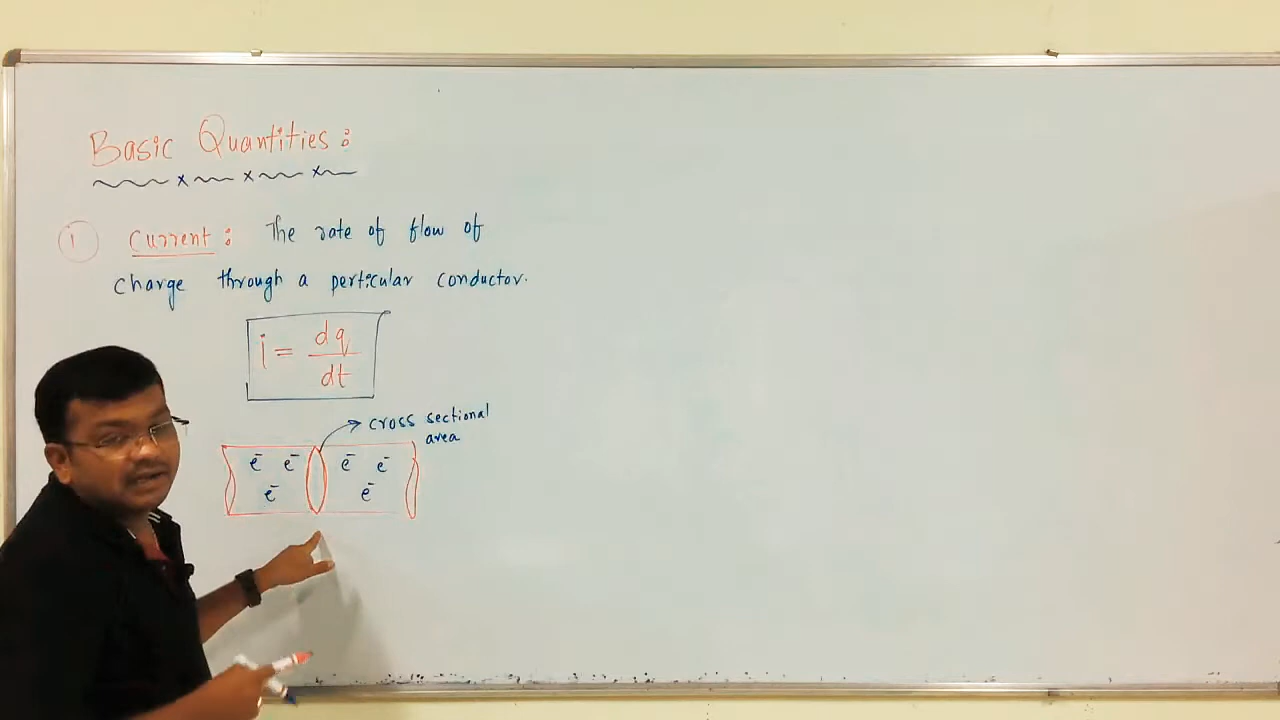 Basic Quantities:
1 Current: The rate of flow of
charge through a perticular conductor.
i = dq/dt
cross sectional
area
e⁻ e⁻ e⁻ e⁻
e⁻ e⁻